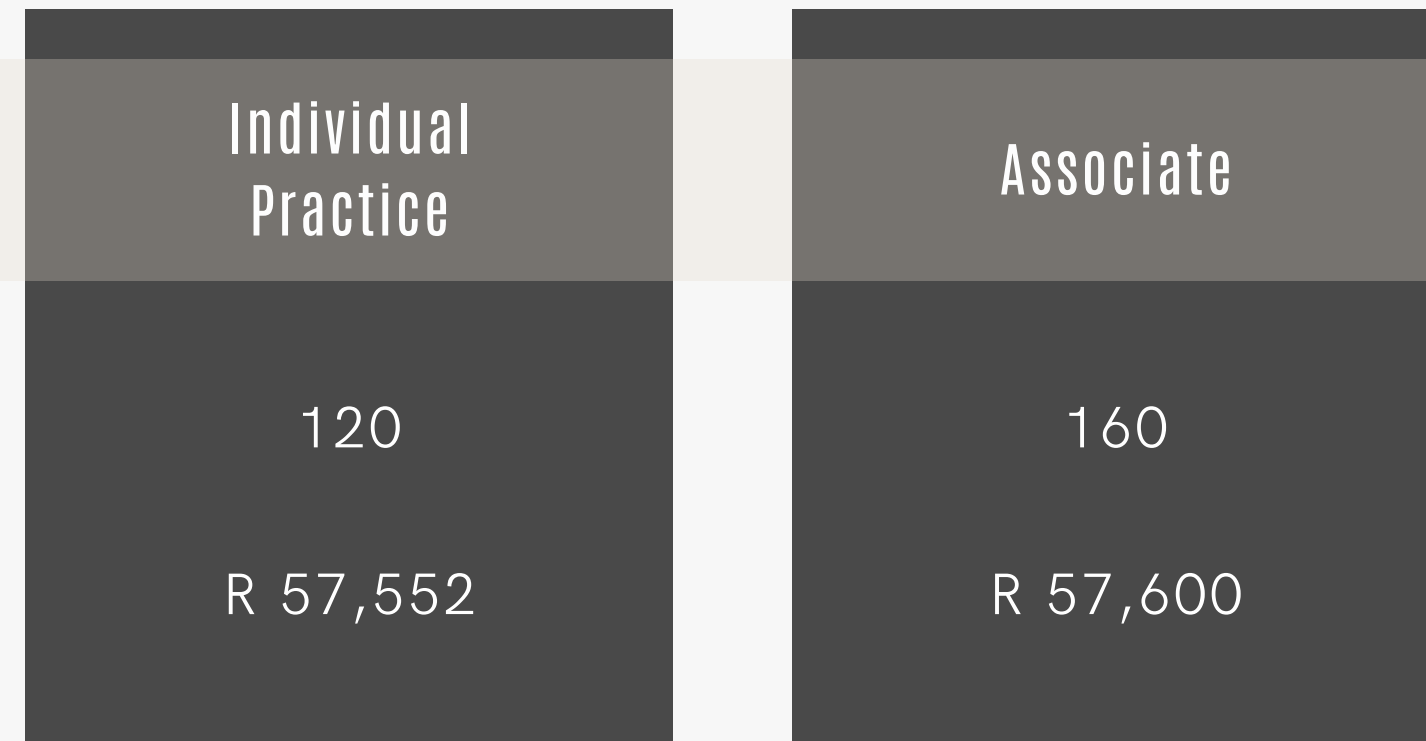 Individual
Practice
Associate
120
160
R 57,552
R 57,600